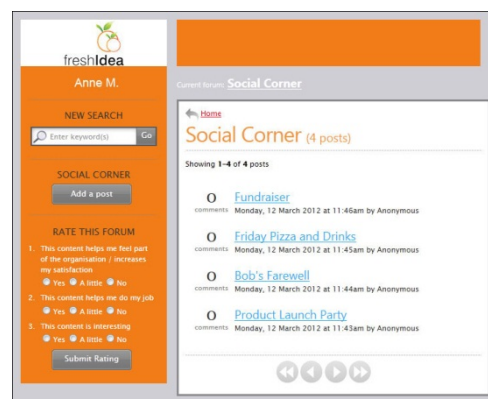 freshIdea
Anne M.
NEW SEARCH
Enter keyword(s)
Go
SOCIAL CORNER
Add a post
RATE THIS FORUM
1. This content helps me feel part
of the organisation / increases
my satisfaction
Yes A little No
2. This content helps me do my job
Yes A little No
3. This content is interesting
Yes A little No
Submit Rating
Current forum: Social Corner
Home
Social Corner (4 posts)
Showing 1-4 of 4 posts
0 Fundraiser
comments Monday, 12 March 2012 at 11:46am by Anonymous
0 Friday Pizza and Drinks
comments Monday, 12 March 2012 at 11:45am by Anonymous
0 Bob's Farewell
comments Monday, 12 March 2012 at 11:44am by Anonymous
0 Product Launch Party
comments Monday, 12 March 2012 at 11:43am by Anonymous